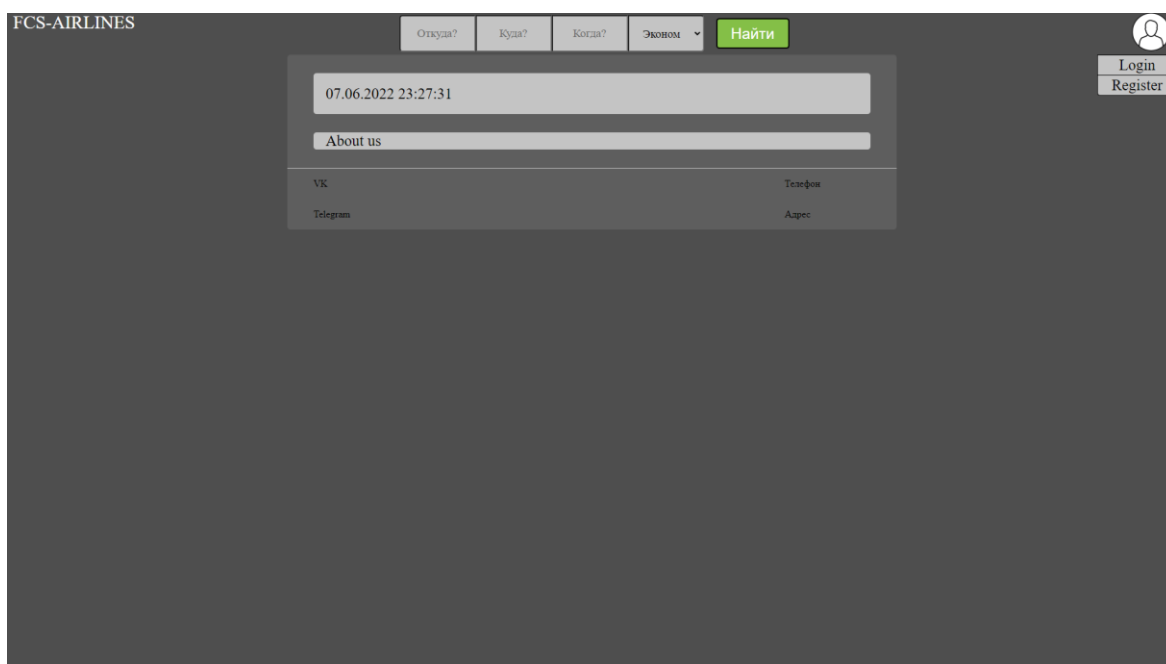 FCS-AIRLINES
Откуда? Куда? Когда? Эконом Найти
Login
Register
07.06.2022 23:27:31
About us
VK Телефон
Telegram Адрес